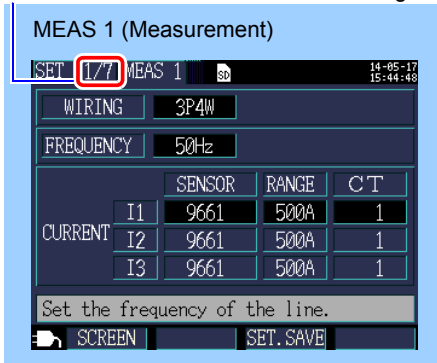 MEAS 1 (Measurement)
SET 1/7 MEAS 1 SD 14-05-17
15:44:48
WIRING 3P4W
FREQUENCY 50Hz
SENSOR RANGE CT
CURRENT
I1 9661 500A 1
I2 9661 500A 1
I3 9661 500A 1
Set the frequency of the line.
SCREEN SET.SAVE